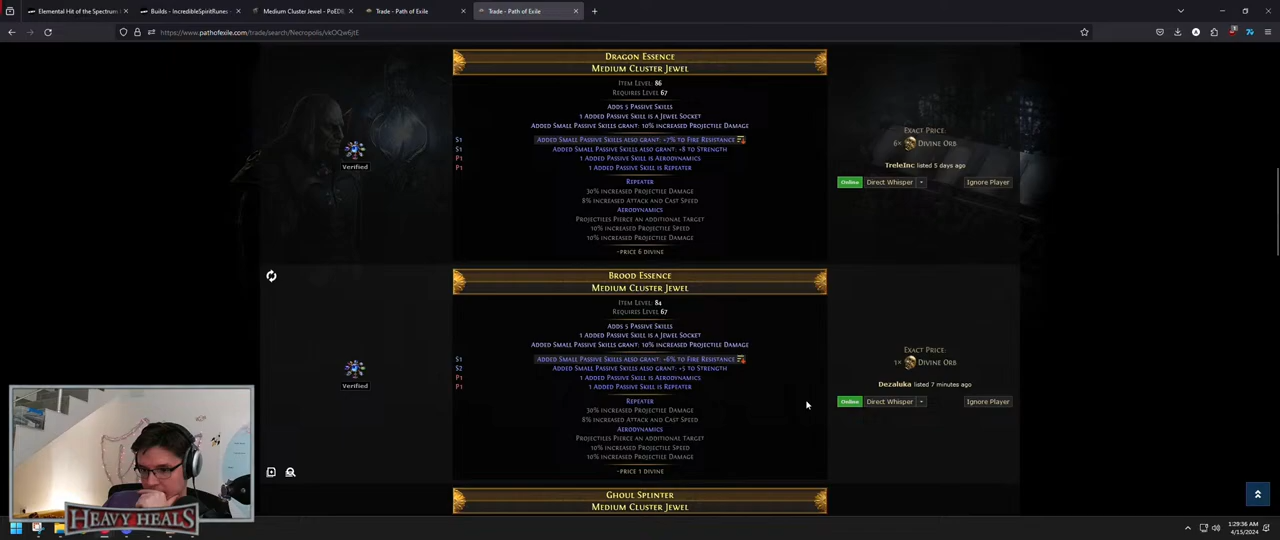 Elemental Hit of the Spectrum
Builds - IncredibleSpiritRunes -
Medium Cluster Jewel - PoEDB,
Trade - Path of Exile
Trade - Path of Exile
https://www.pathofexile.com/trade/search/Necropolis/vkOQw6jtE
Dragon Essence
Medium Cluster Jewel
Item Level: 86
Requires Level 67
Adds 5 Passive Skills
1 Added Passive Skill is a Jewel Socket
Added Small Passive Skills grant: 10% increased Projectile Damage
S1 Added Small Passive Skills also grant: +7% to Fire Resistance
S1 Added Small Passive Skills also grant: +8 to Strength
P1 1 Added Passive Skill is Aerodynamics
P1 1 Added Passive Skill is Repeater
Repeater
30% increased Projectile Damage
8% increased Attack and Cast Speed
Aerodynamics
Projectiles Pierce an additional Target
10% increased Projectile Speed
10% increased Projectile Damage
~price 6 divine
Verified
Exact Price:
6× Divine Orb
TreleInc listed 5 days ago
Online Direct Whisper Ignore Player
Brood Essence
Medium Cluster Jewel
Item Level: 84
Requires Level 67
Adds 5 Passive Skills
1 Added Passive Skill is a Jewel Socket
Added Small Passive Skills grant: 10% increased Projectile Damage
S1 Added Small Passive Skills also grant: +6% to Fire Resistance
S2 Added Small Passive Skills also grant: +5 to Strength
P1 1 Added Passive Skill is Aerodynamics
P1 1 Added Passive Skill is Repeater
Repeater
30% increased Projectile Damage
8% increased Attack and Cast Speed
Aerodynamics
Projectiles Pierce an additional Target
10% increased Projectile Speed
10% increased Projectile Damage
~price 1 divine
Verified
Exact Price:
1× Divine Orb
Dezaluka listed 7 minutes ago
Online Direct Whisper Ignore Player
Ghoul Splinter
Medium Cluster Jewel
HEAVY HEALS
1:29:36 AM
4/15/2024